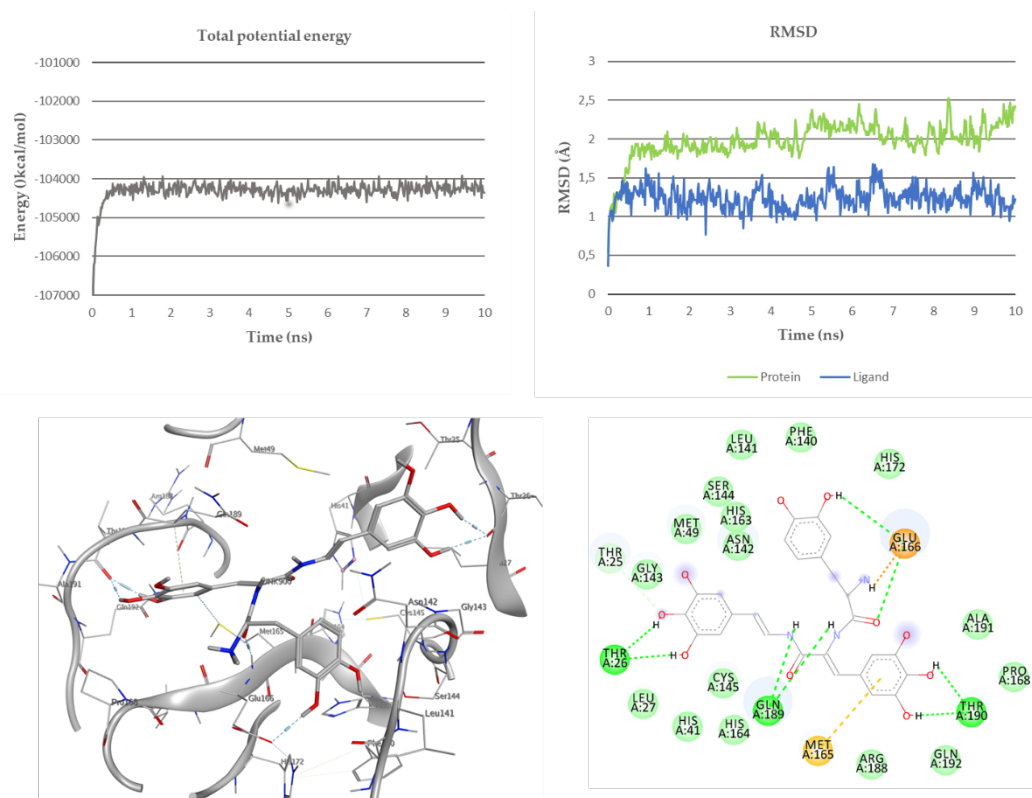 Total potential energy
Energy (0kcal/mol)
-101000
-102000
-103000
-104000
-105000
-106000
-107000
0 1 2 3 4 5 6 7 8 9 10
Time (ns)
RMSD
RMSD (Å)
3
2,5
2
1,5
1
0,5
0
0 1 2 3 4 5 6 7 8 9 10
Time (ns)
Protein Ligand
Met49
Thr25
Thr26
His41
Ala191
Gln192
Asn142
Gly143
Met165
Ser144
Glu166
Leu141
LEU
A:141
PHE
A:140
HIS
A:172
SER
A:144
HIS
A:163
MET
A:49
ASN
A:142
GLU
A:166
THR
A:25
GLY
A:143
O
O
H
H
N
O
O
O
H
O
H
H
N
H
N
O
O
O
H
O
H
O
ALA
A:191
THR
A:26
PRO
A:168
CYS
A:145
LEU
A:27
GLN
A:189
THR
A:190
HIS
A:41
HIS
A:164
MET
A:165
ARG
A:188
GLN
A:192